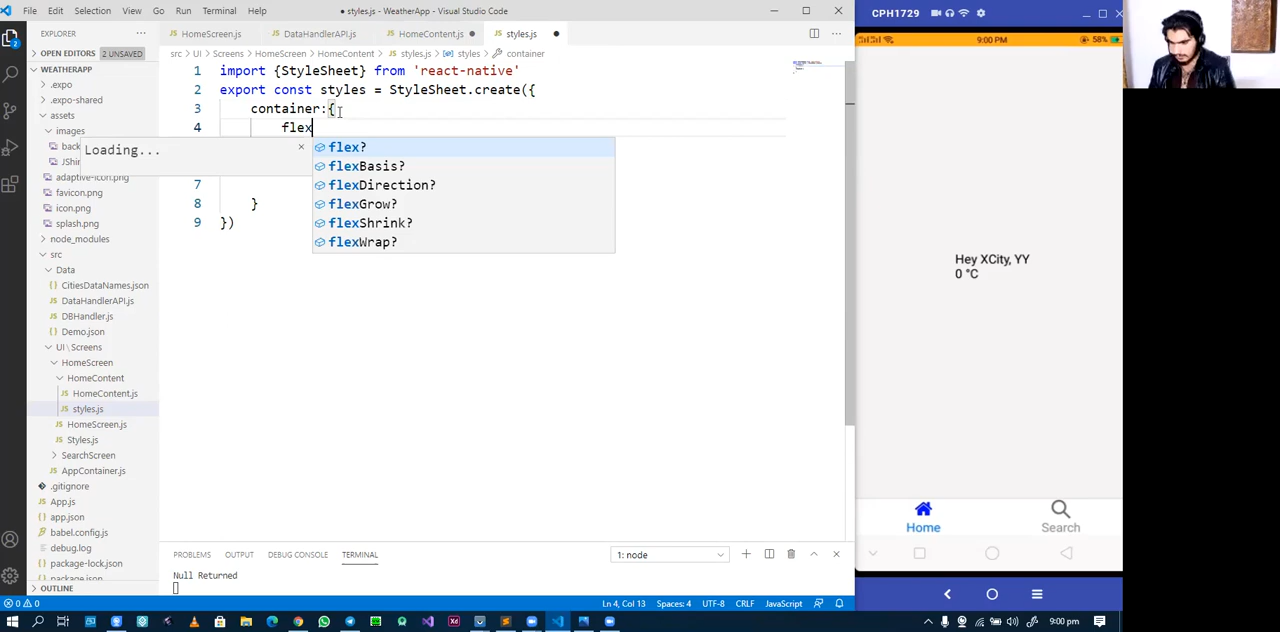 File Edit Selection View Go Run Terminal Help
● styles.js - WeatherApp - Visual Studio Code
EXPLORER
OPEN EDITORS 2 UNSAVED
WEATHERAPP
.expo
.expo-shared
assets
images
back
JShri
adaptive-icon.png
favicon.png
icon.png
splash.png
node_modules
src
Data
CitiesDataNames.json
DataHandlerAPI.js
DBHandler.js
Demo.json
UI \ Screens
HomeScreen
HomeContent
HomeContent.js
styles.js
HomeScreen.js
Styles.js
SearchScreen
AppContainer.js
.gitignore
App.js
app.json
babel.config.js
debug.log
package-lock.json
package.json
OUTLINE
Loading...
HomeScreen.js DataHandlerAPI.js HomeContent.js styles.js
src > UI > Screens > HomeScreen > HomeContent > JS styles.js > styles > container
1 import {StyleSheet} from 'react-native'
2 export const styles = StyleSheet.create({
3 container:{
4 flex
7
8 }
9 })
flex?
flexBasis?
flexDirection?
flexGrow?
flexShrink?
flexWrap?
PROBLEMS OUTPUT DEBUG CONSOLE TERMINAL
1: node
Null Returned
0 0
Ln 4, Col 13 Spaces: 4 UTF-8 CRLF JavaScript
CPH1729
9:00 PM
58%
Hey XCity, YY
0 °C
Home
Search
9:00 pm